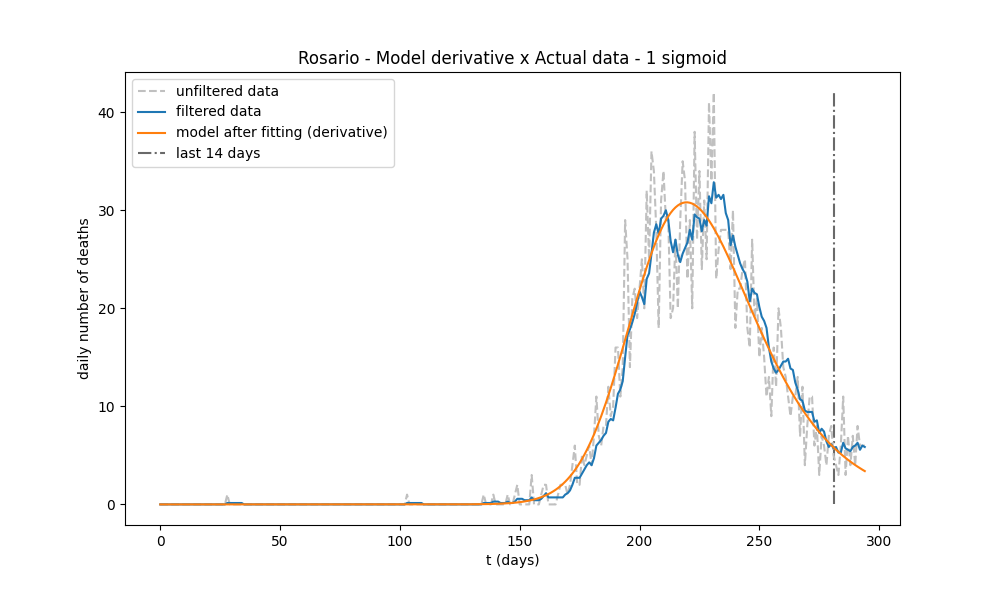 Rosario - Model derivative x Actual data - 1 sigmoid
unfiltered data
filtered data
model after fitting (derivative)
last 14 days
daily number of deaths
40
30
20
10
0
0 50 100 150 200 250 300
t (days)